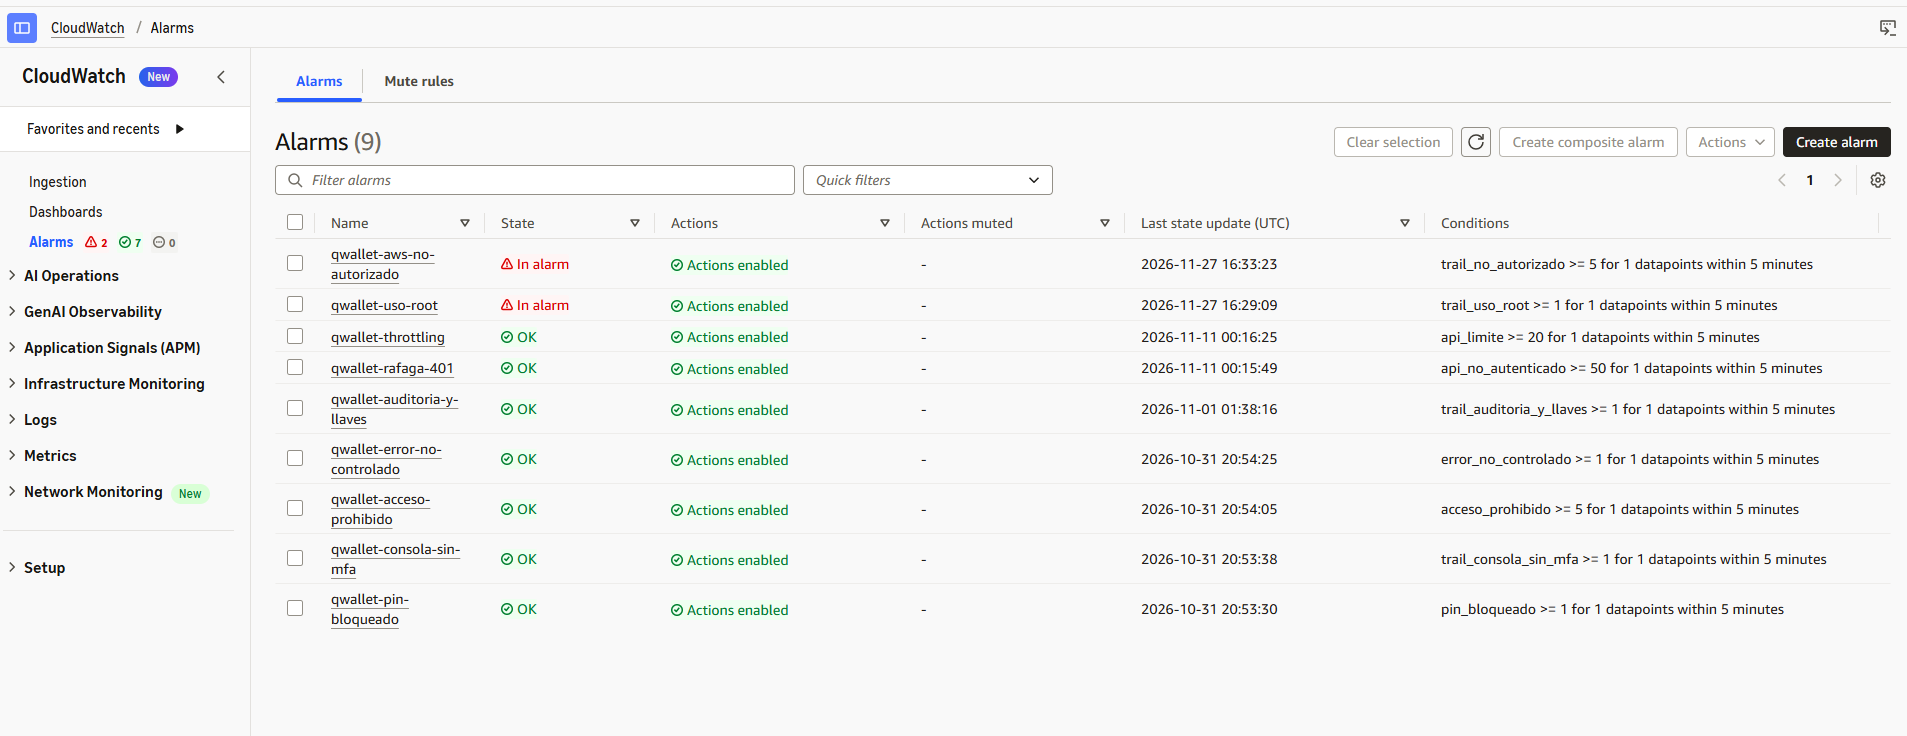 CloudWatch / Alarms
CloudWatch New
Favorites and recents
Ingestion
Dashboards
Alarms 2 7 0
AI Operations
GenAI Observability
Application Signals (APM)
Infrastructure Monitoring
Logs
Metrics
Network Monitoring New
Setup
Alarms Mute rules
Alarms (9)
Clear selection Create composite alarm Actions Create alarm
Filter alarms Quick filters 1
Name State Actions Actions muted Last state update (UTC) Conditions
qwallet-aws-no-
autorizado In alarm Actions enabled - 2026-11-27 16:33:23 trail_no_autorizado >= 5 for 1 datapoints within 5 minutes
qwallet-uso-root In alarm Actions enabled - 2026-11-27 16:29:09 trail_uso_root >= 1 for 1 datapoints within 5 minutes
qwallet-throttling OK Actions enabled - 2026-11-11 00:16:25 api_limite >= 20 for 1 datapoints within 5 minutes
qwallet-rafaga-401 OK Actions enabled - 2026-11-11 00:15:49 api_no_autenticado >= 50 for 1 datapoints within 5 minutes
qwallet-auditoria-y-
llaves OK Actions enabled - 2026-11-01 01:38:16 trail_auditoria_y_llaves >= 1 for 1 datapoints within 5 minutes
qwallet-error-no-
controlado OK Actions enabled - 2026-10-31 20:54:25 error_no_controlado >= 1 for 1 datapoints within 5 minutes
qwallet-acceso-
prohibido OK Actions enabled - 2026-10-31 20:54:05 acceso_prohibido >= 5 for 1 datapoints within 5 minutes
qwallet-consola-sin-
mfa OK Actions enabled - 2026-10-31 20:53:38 trail_consola_sin_mfa >= 1 for 1 datapoints within 5 minutes
qwallet-pin-
bloqueado OK Actions enabled - 2026-10-31 20:53:30 pin_bloqueado >= 1 for 1 datapoints within 5 minutes